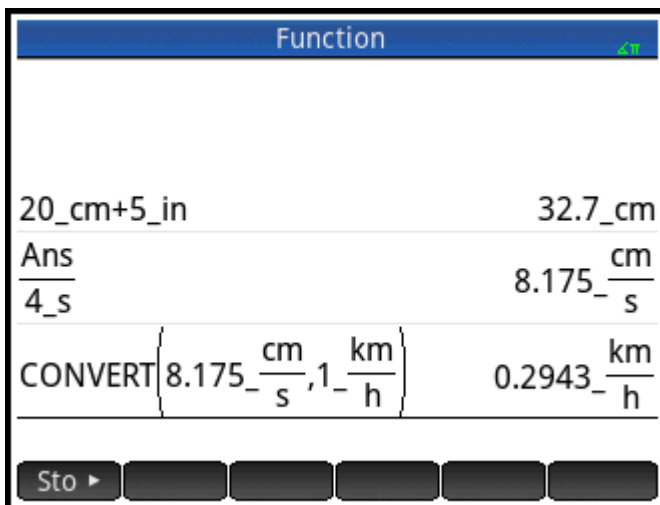 Function
∡π
20_cm+5_in 32.7_cm
Ans/4_s 8.175_cm/s
CONVERT(8.175_cm/s,1_km/h) 0.2943_km/h
Sto ►